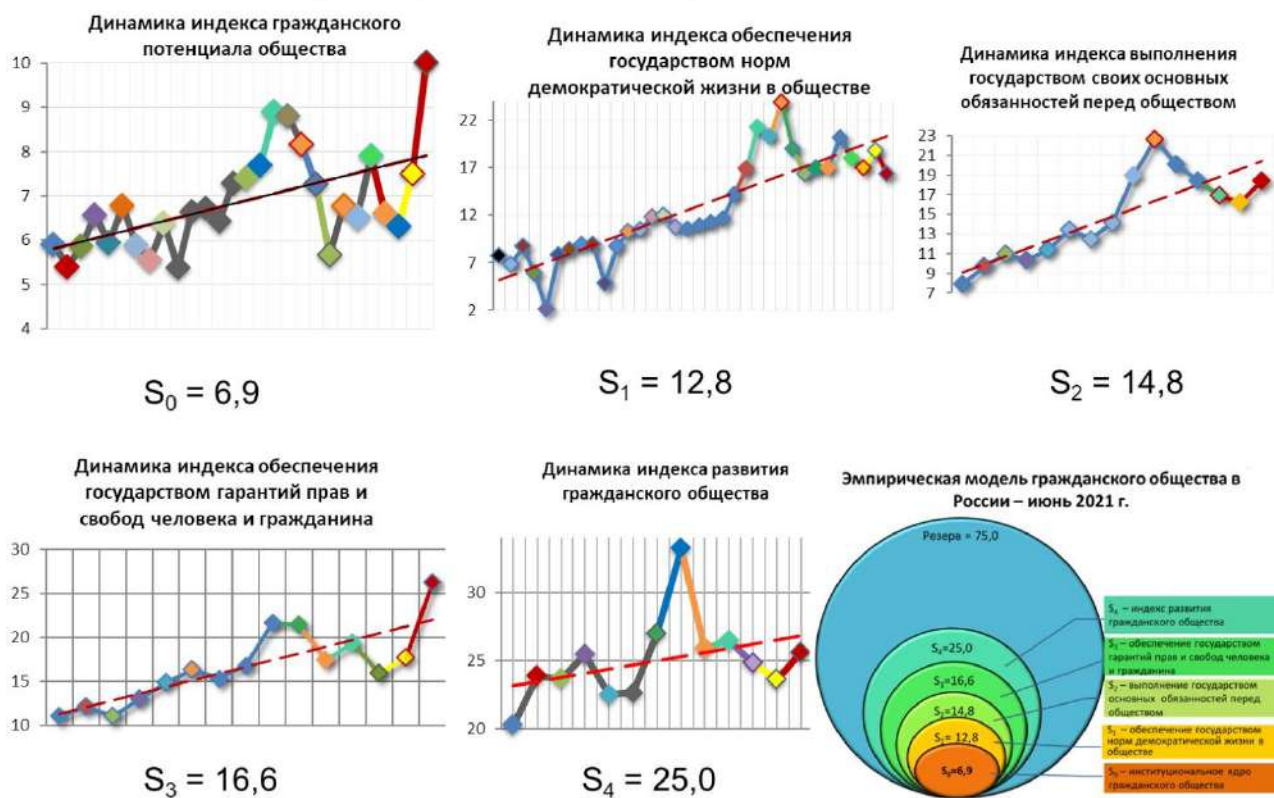 Динамика индекса гражданского
потенциала общества
10
9
8
7
6
5
4
S₀ = 6,9
Динамика индекса обеспечения
государством норм
демократической жизни в обществе
22
17
12
7
2
S₁ = 12,8
Динамика индекса выполнения
государством своих основных
обязанностей перед обществом
23
21
19
17
15
13
11
9
7
S₂ = 14,8
Динамика индекса обеспечения
государством гарантий прав и
свобод человека и гражданина
30
25
20
15
10
S₃ = 16,6
Динамика индекса развития
гражданского общества
30
25
20
S₄ = 25,0
Эмпирическая модель гражданского общества в
России – июнь 2021 г.
Резерв = 75,0
S₄=25,0
S₃=16,6
S₂=14,8
S₁= 12,8
S₀=6,9
S₄ – индекс развития
гражданского общества
S₃ – обеспечение государством
гарантий прав и свобод человека
и гражданина
S₂ – выполнение государством
основных обязанностей перед
обществом
S₁ – обеспечение государством
норм демократической жизни в
обществе
S₀ – институциональное ядро
гражданского общества